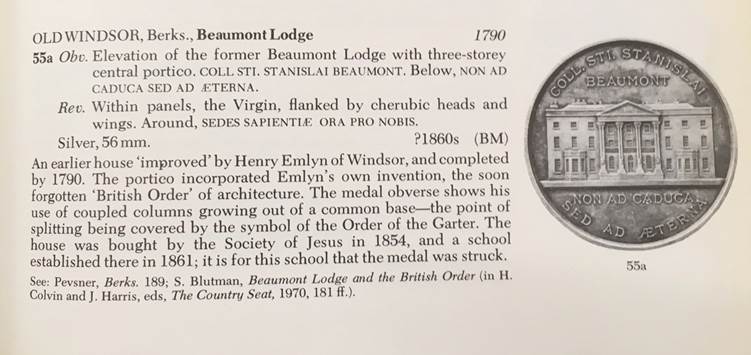 OLD WINDSOR, Berks., Beaumont Lodge 1790
55a Obv. Elevation of the former Beaumont Lodge with three-storey
central portico. COLL STI. STANISLAI BEAUMONT. Below, NON AD
CADUCA SED AD ÆTERNA.
Rev. Within panels, the Virgin, flanked by cherubic heads and
wings. Around, SEDES SAPIENTIÆ ORA PRO NOBIS.
Silver, 56 mm. ?1860s (BM)
An earlier house ‘improved’ by Henry Emlyn of Windsor, and completed
by 1790. The portico incorporated Emlyn’s own invention, the soon
forgotten ‘British Order’ of architecture. The medal obverse shows his
use of coupled columns growing out of a common base—the point of
splitting being covered by the symbol of the Order of the Garter. The
house was bought by the Society of Jesus in 1854, and a school
established there in 1861; it is for this school that the medal was struck.
See: Pevsner, Berks. 189; S. Blutman, Beaumont Lodge and the British Order (in H.
Colvin and J. Harris, eds, The Country Seat, 1970, 181 ff.).
COLL. STI. STANISLAI
BEAUMONT
NON AD CADUCA
SED AD ÆTERNA
55a